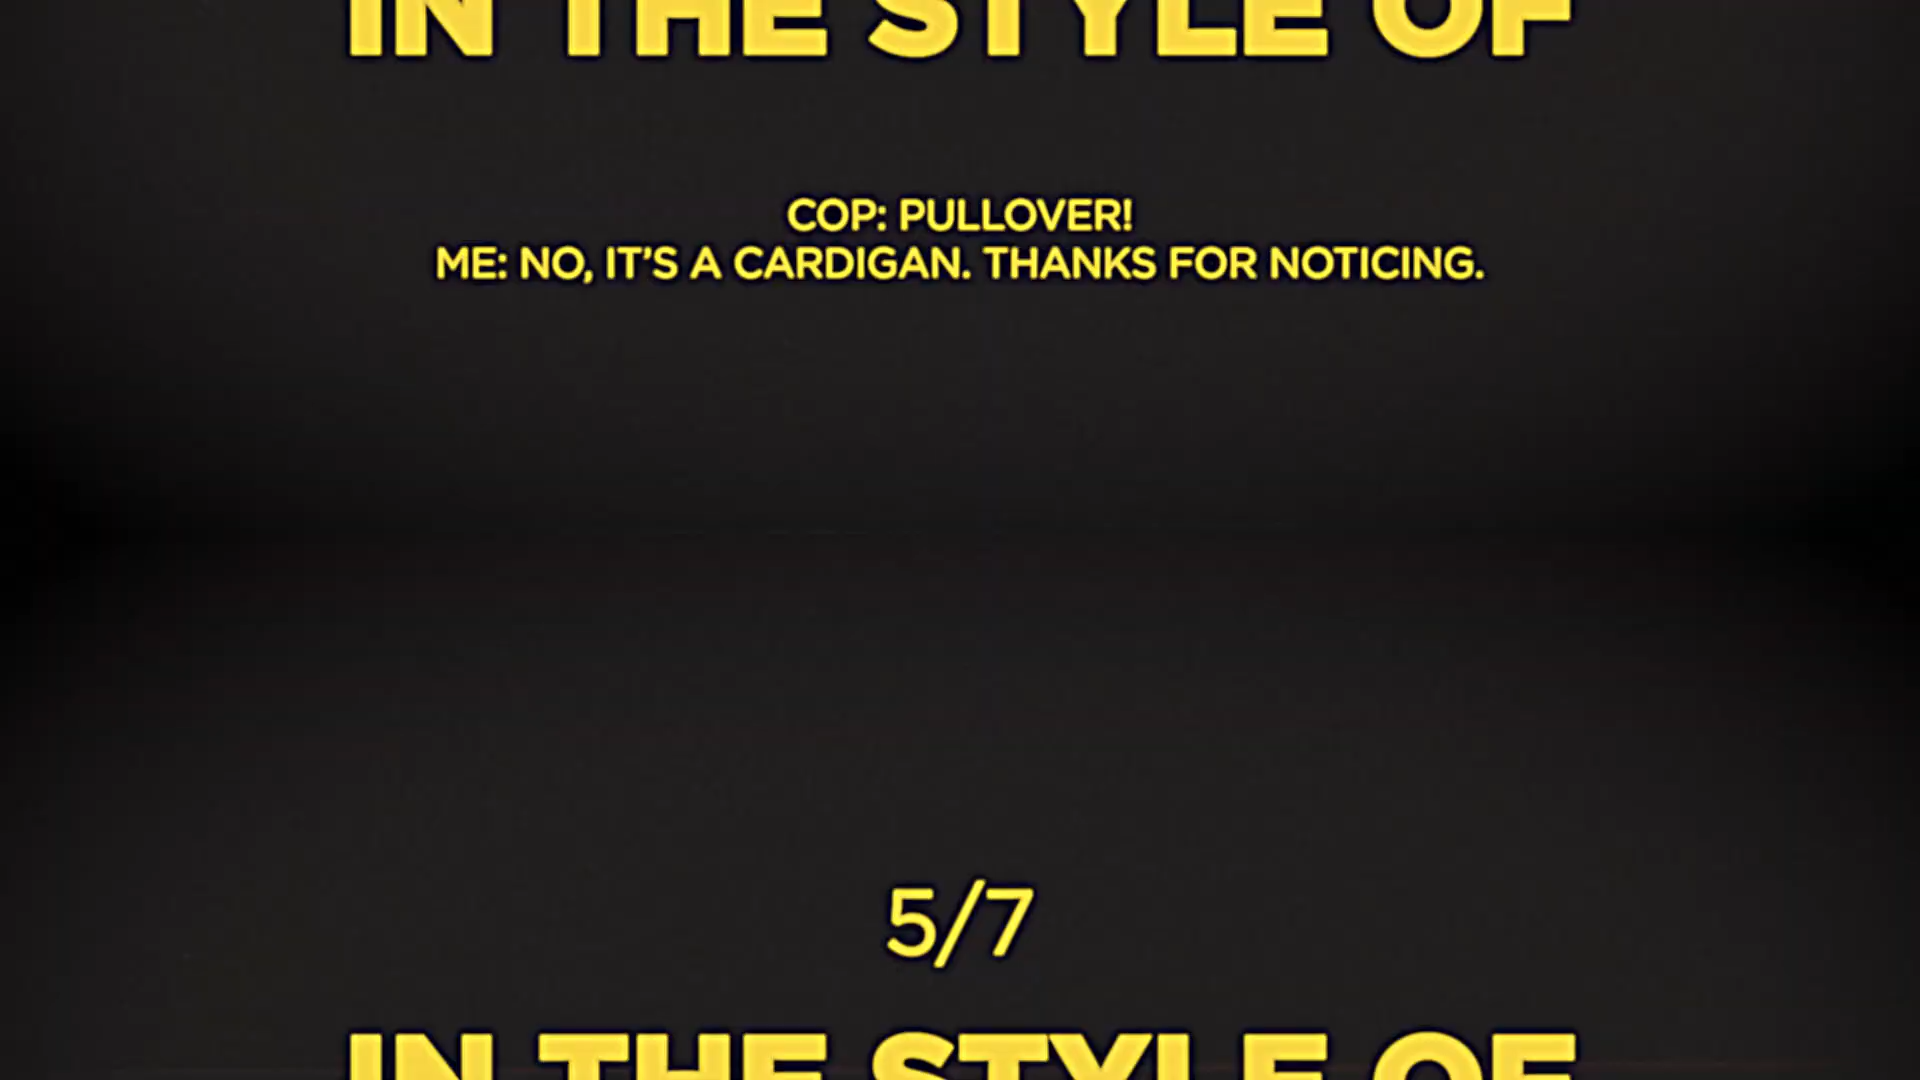 IN THE STYLE OF
COP: PULLOVER!
ME: NO, IT'S A CARDIGAN. THANKS FOR NOTICING.
5/7
IN THE STYLE OF